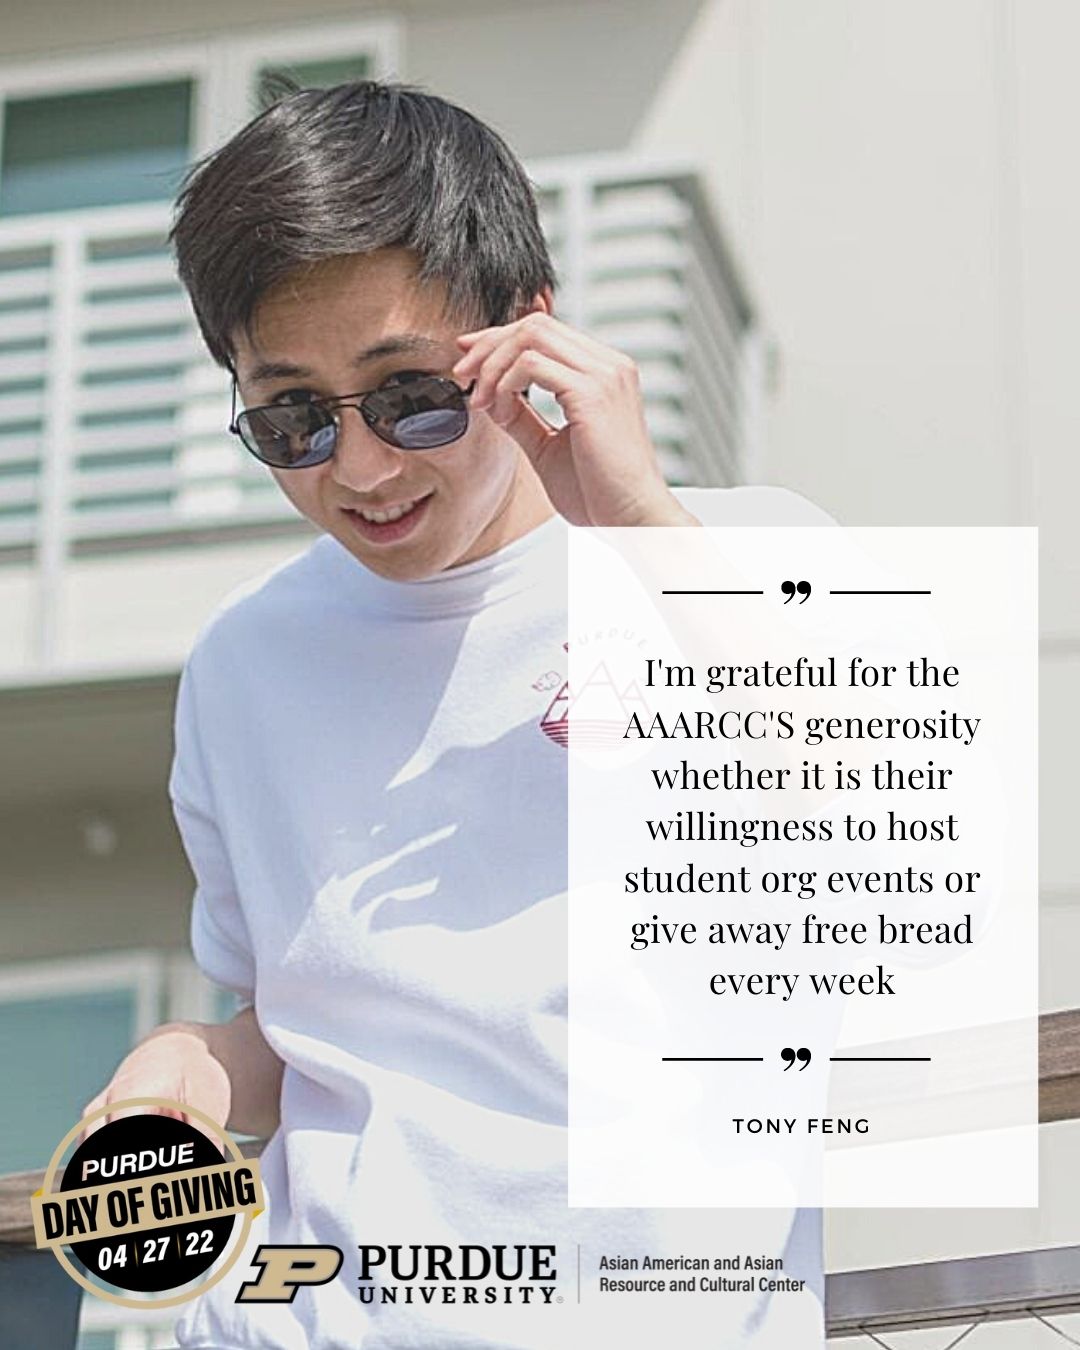 PURDUE
❞
I'm grateful for the
AAARCC'S generosity
whether it is their
willingness to host
student org events or
give away free bread
every week
❞
TONY FENG
PURDUE
DAY OF GIVING
04 | 27 | 22
P PURDUE
UNIVERSITY®
Asian American and Asian
Resource and Cultural Center